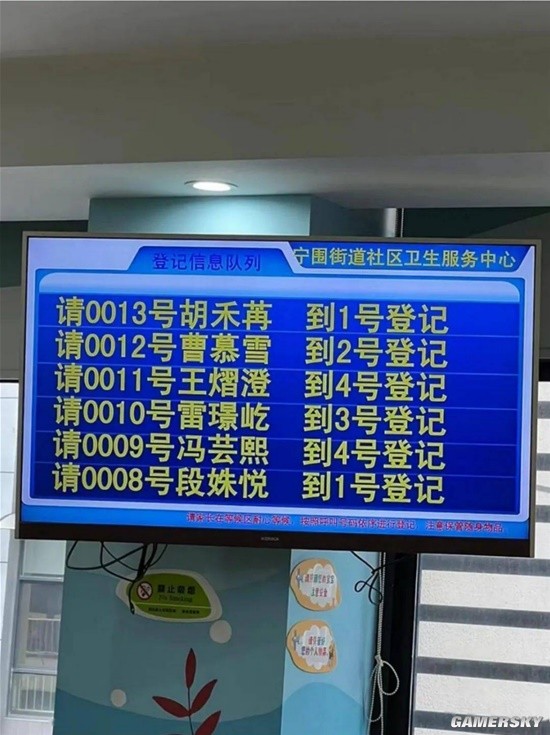 登记信息队列
宁围街道社区卫生服务中心
请0013号胡禾苒 到1号登记
请0012号曹慕雪 到2号登记
请0011号王熠澄 到4号登记
请0010号雷璟屹 到3号登记
请0009号冯芸熙 到4号登记
请0008号段姝悦 到1号登记
禁止吸烟
No Smoking
GAMERSKY